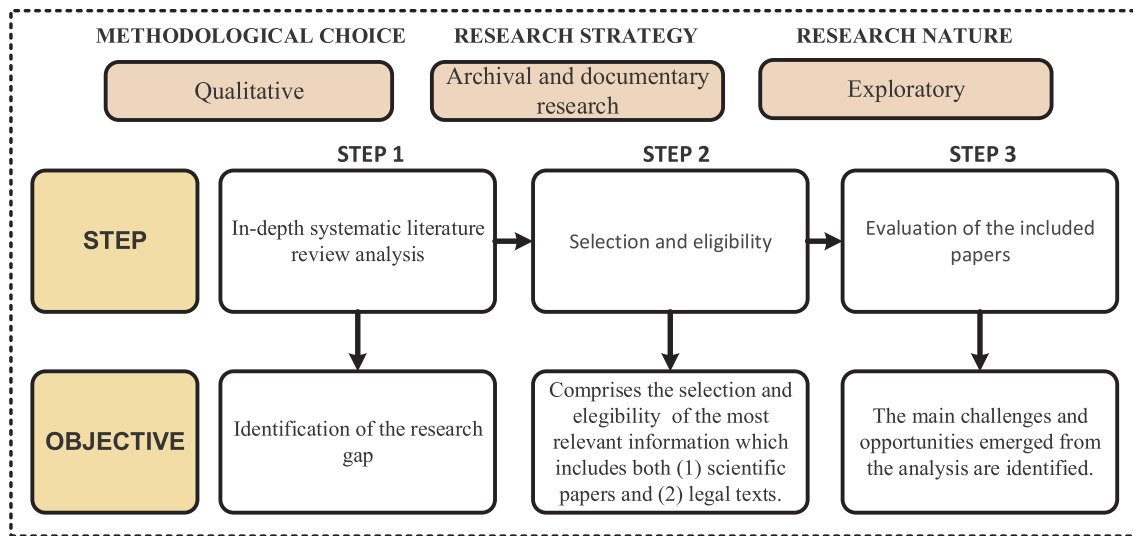 METHODOLOGICAL CHOICE
RESEARCH STRATEGY
RESEARCH NATURE
Qualitative
Archival and documentary
research
Exploratory
STEP 1
STEP 2
STEP 3
STEP
In-depth systematic literature
review analysis
Selection and eligibility
Evaluation of the included
papers
OBJECTIVE
Identification of the research
gap
Comprises the selection and
elegibility of the most
relevant information which
includes both (1) scientific
papers and (2) legal texts.
The main challenges and
opportunities emerged from
the analysis are identified.